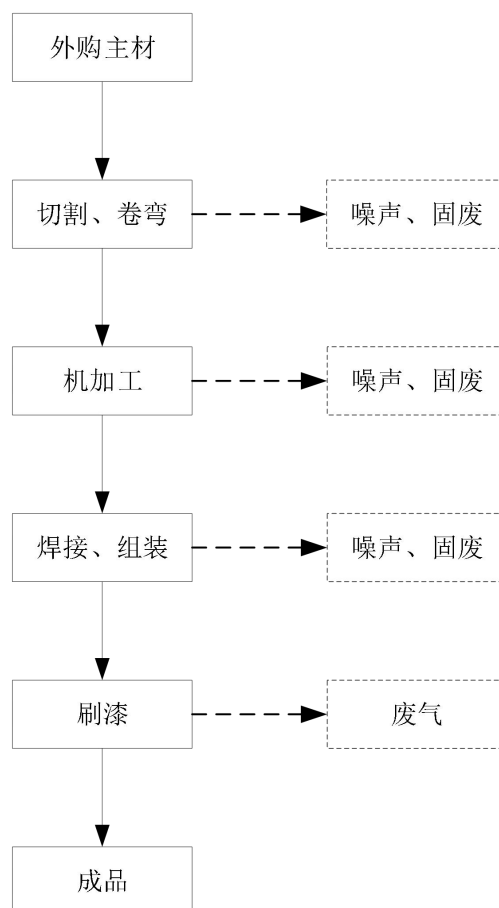 外购主材
切割、卷弯
噪声、固废
机加工
噪声、固废
焊接、组装
噪声、固废
刷漆
废气
成品